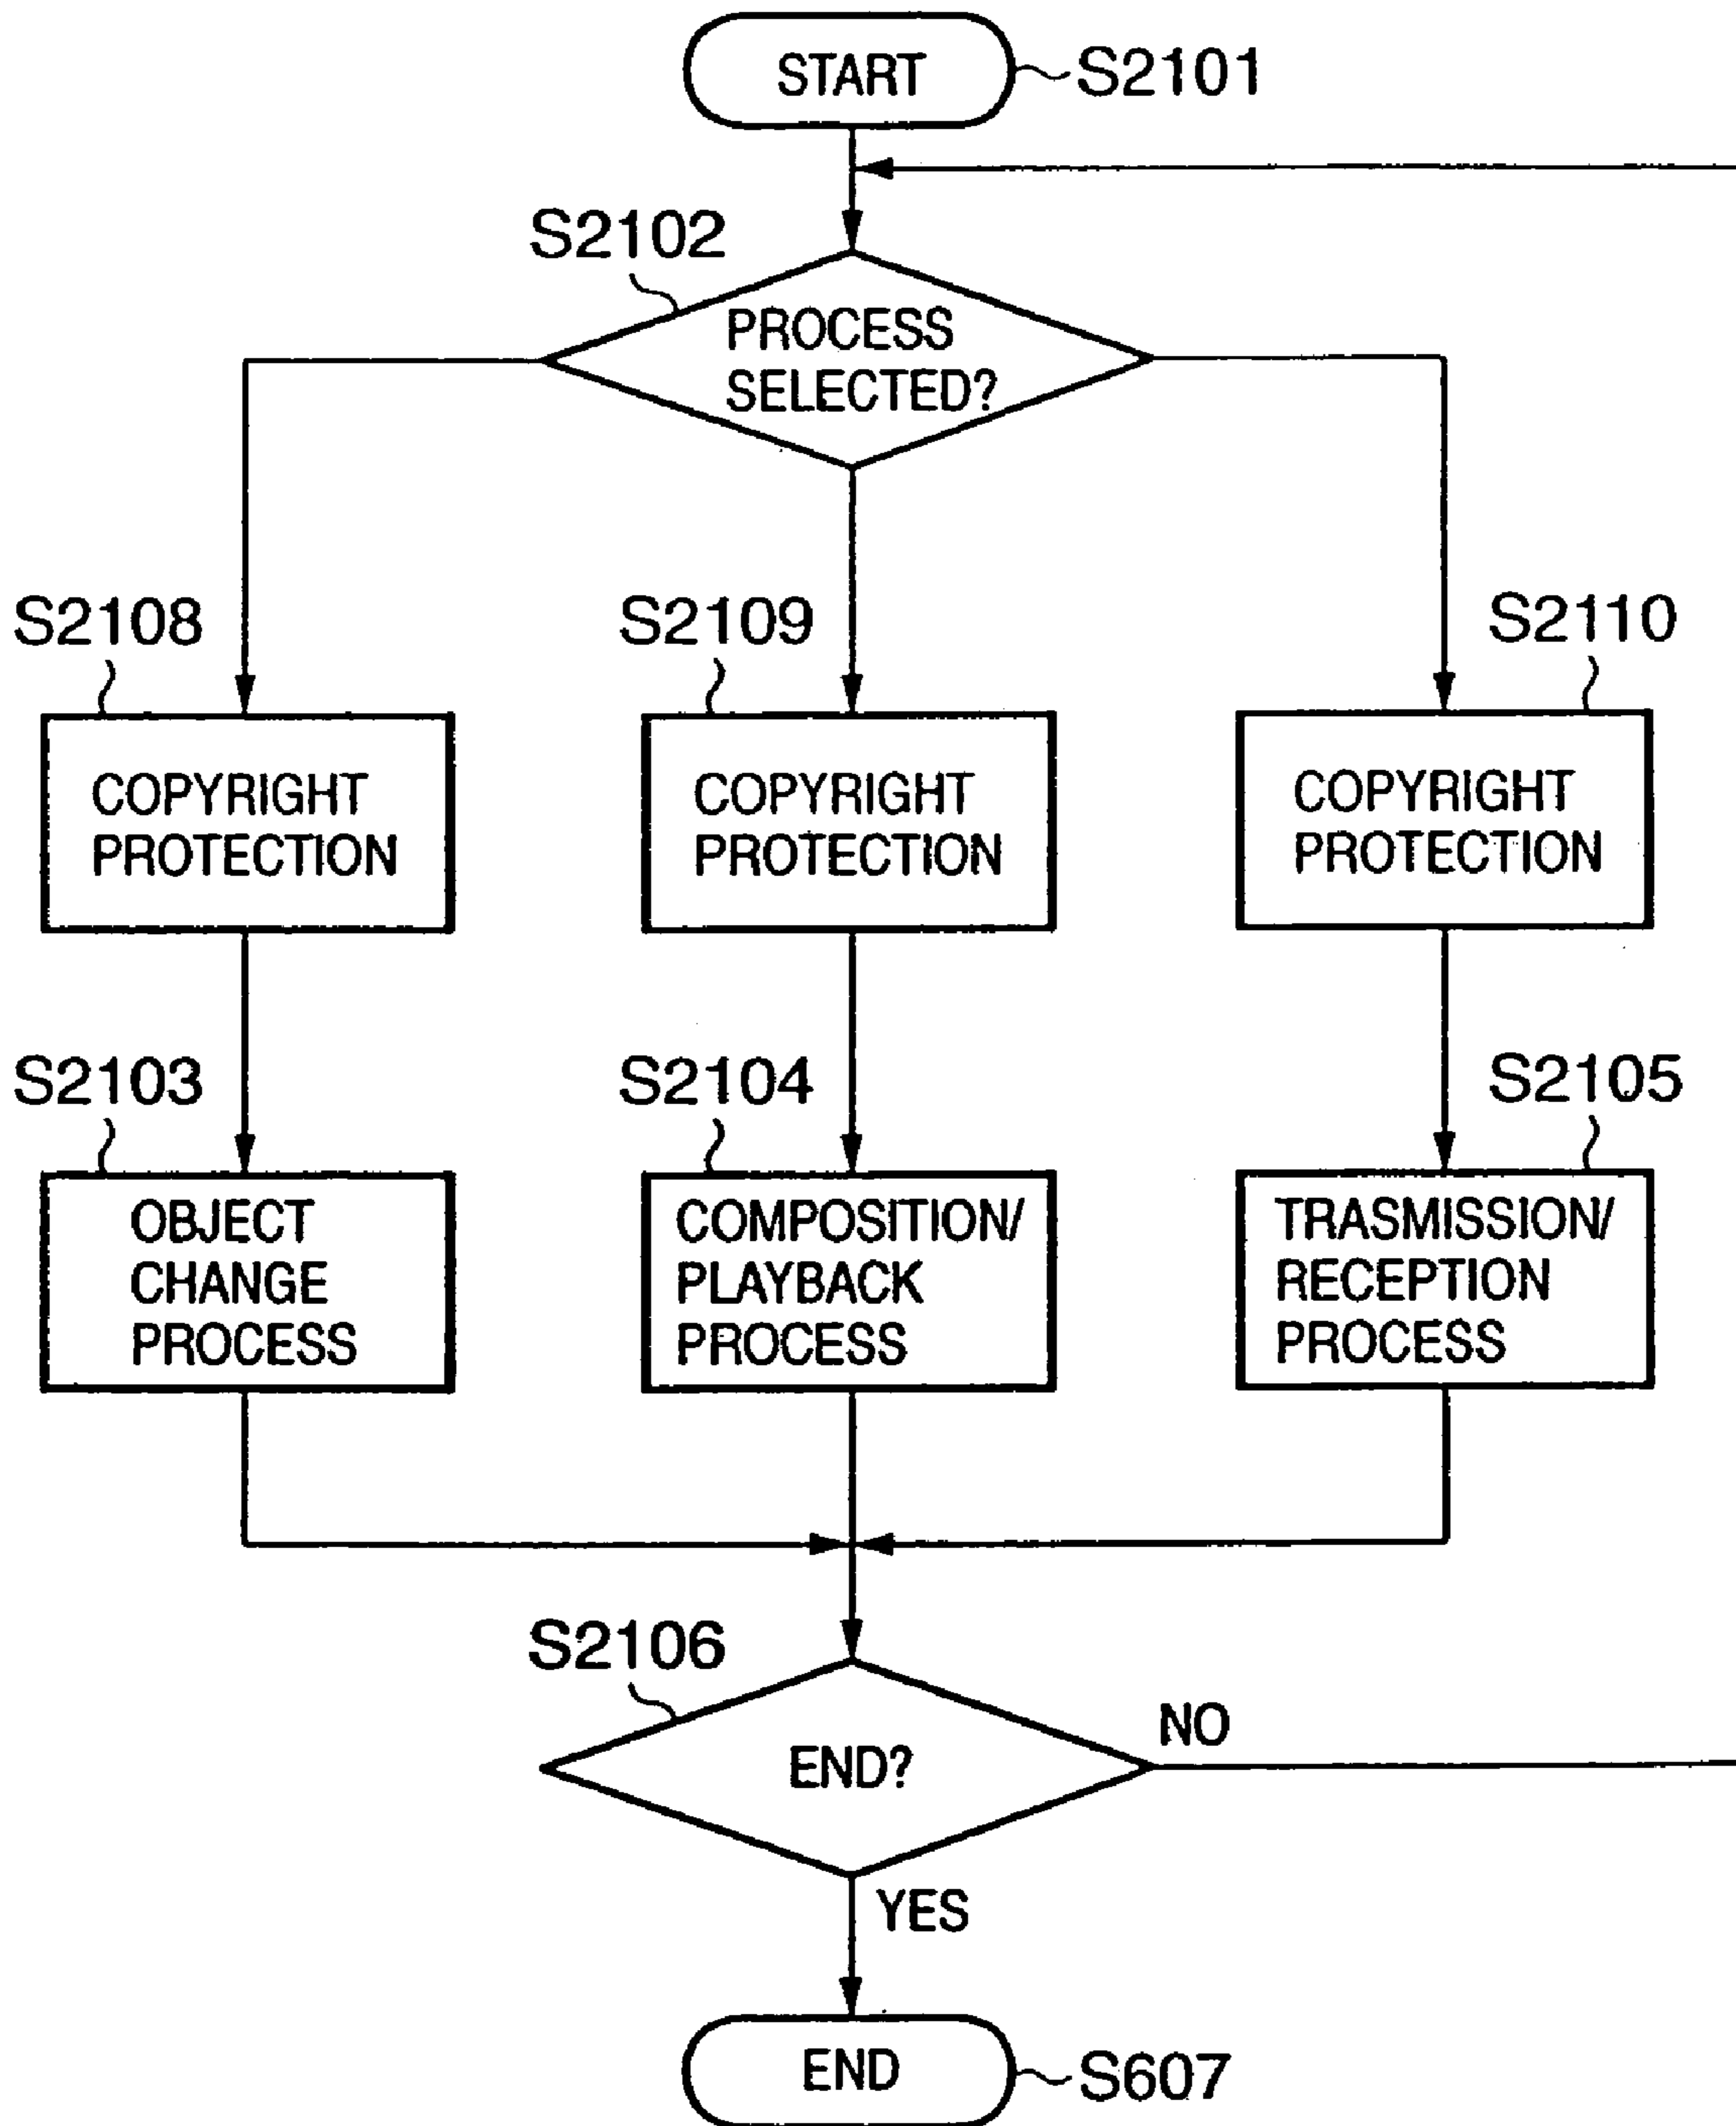 START
S2101
S2102
PROCESS
SELECTED?
S2108
S2109
S2110
COPYRIGHT
PROTECTION
COPYRIGHT
PROTECTION
COPYRIGHT
PROTECTION
S2103
S2104
S2105
OBJECT
CHANGE
PROCESS
COMPOSITION/
PLAYBACK
PROCESS
TRASMISSION/
RECEPTION
PROCESS
S2106
END?
NO
YES
END
S607